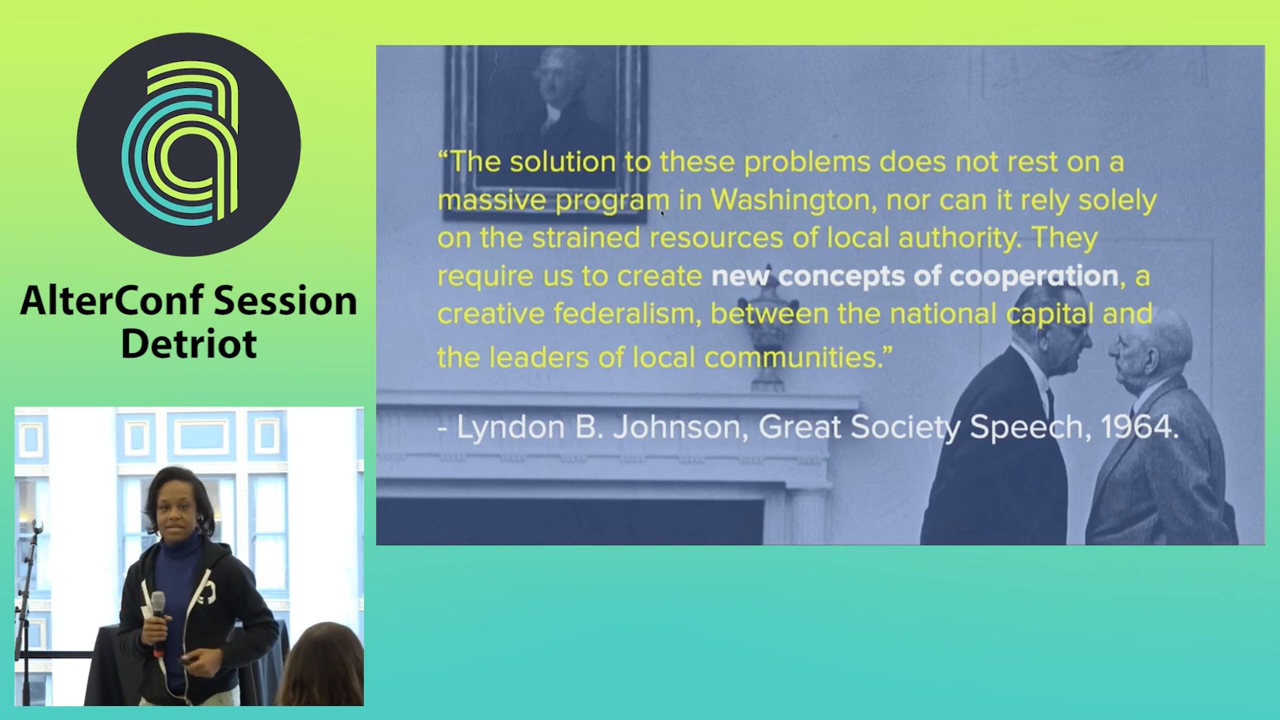 AlterConf Session
Detriot
“The solution to these problems does not rest on a
massive program in Washington, nor can it rely solely
on the strained resources of local authority. They
require us to create new concepts of cooperation, a
creative federalism, between the national capital and
the leaders of local communities.”
- Lyndon B. Johnson, Great Society Speech, 1964.